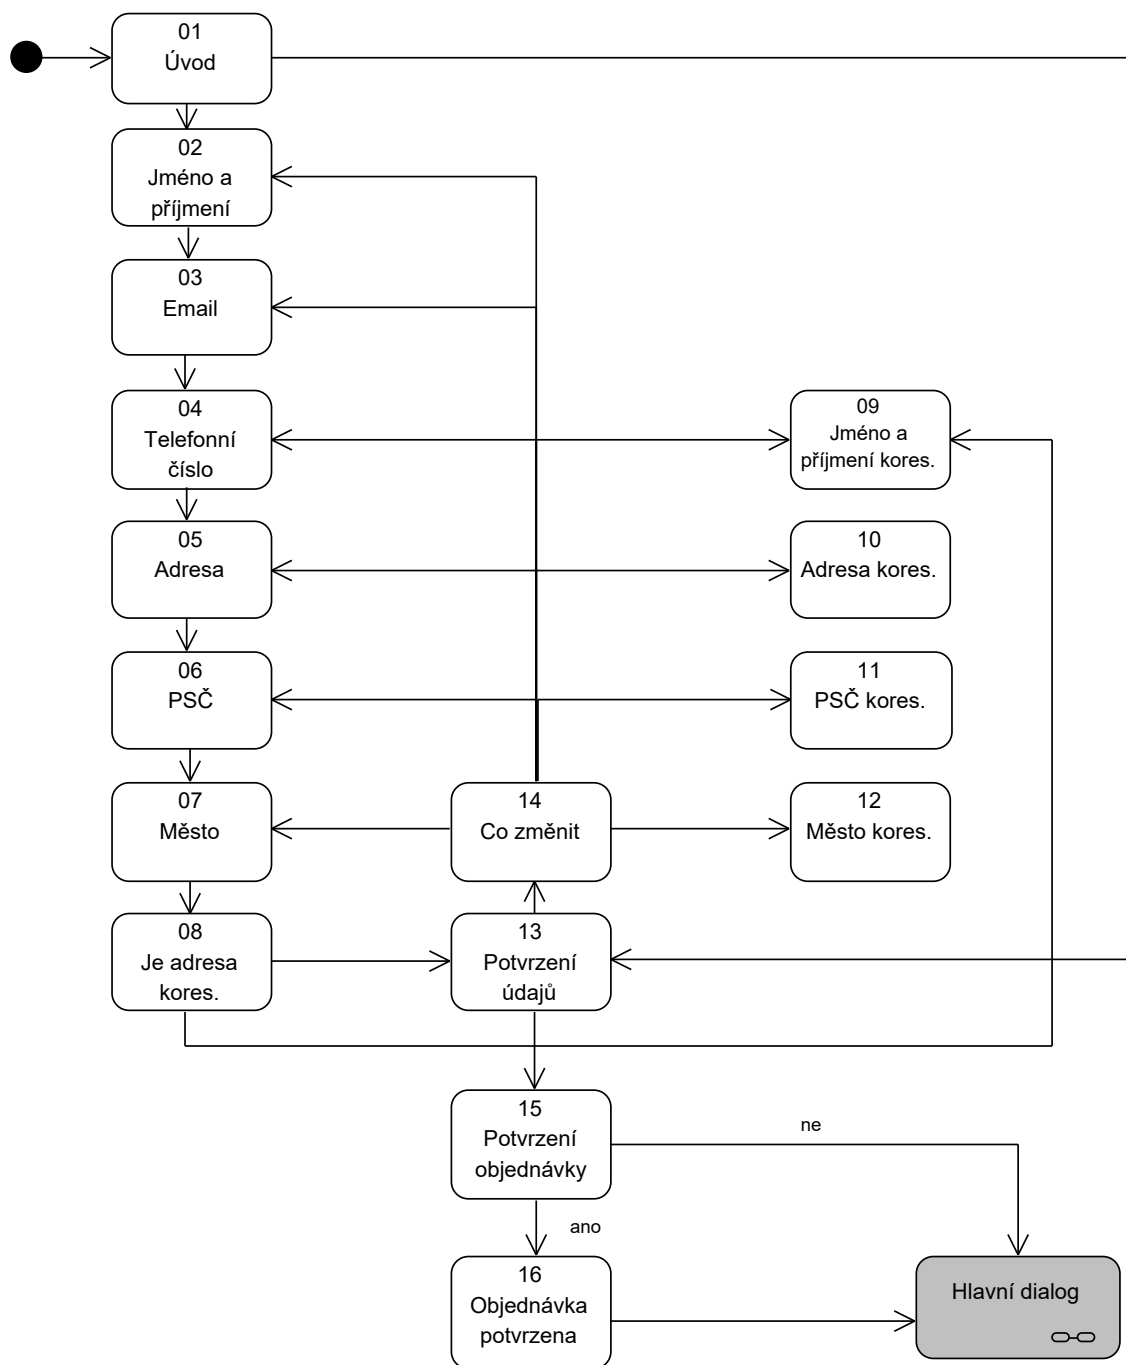 01
Úvod
02
Jméno a
příjmení
03
Email
04
Telefonní
číslo
09
Jméno a
příjmení kores.
05
Adresa
10
Adresa kores.
06
PSČ
11
PSČ kores.
07
Město
14
Co změnit
12
Město kores.
08
Je adresa
kores.
13
Potvrzení
údajů
15
Potvrzení
objednávky
ne
ano
16
Objednávka
potvrzena
Hlavní dialog